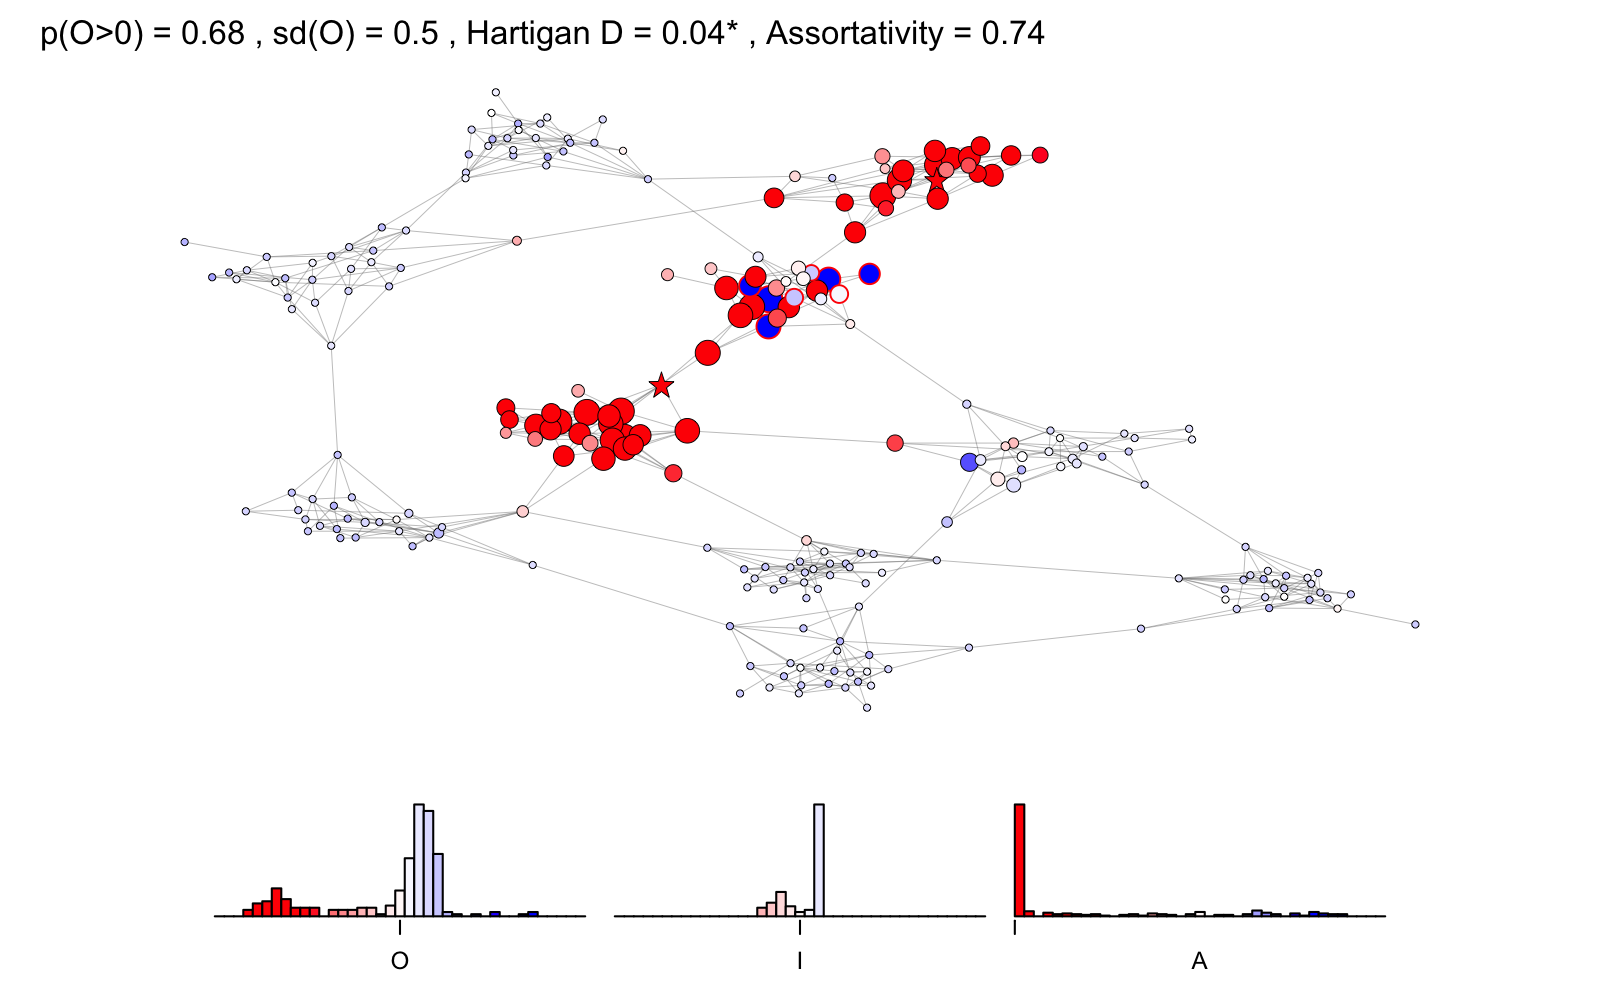 p(O>0) = 0.68 , sd(O) = 0.5 , Hartigan D = 0.04* , Assortativity = 0.74
O
I
A